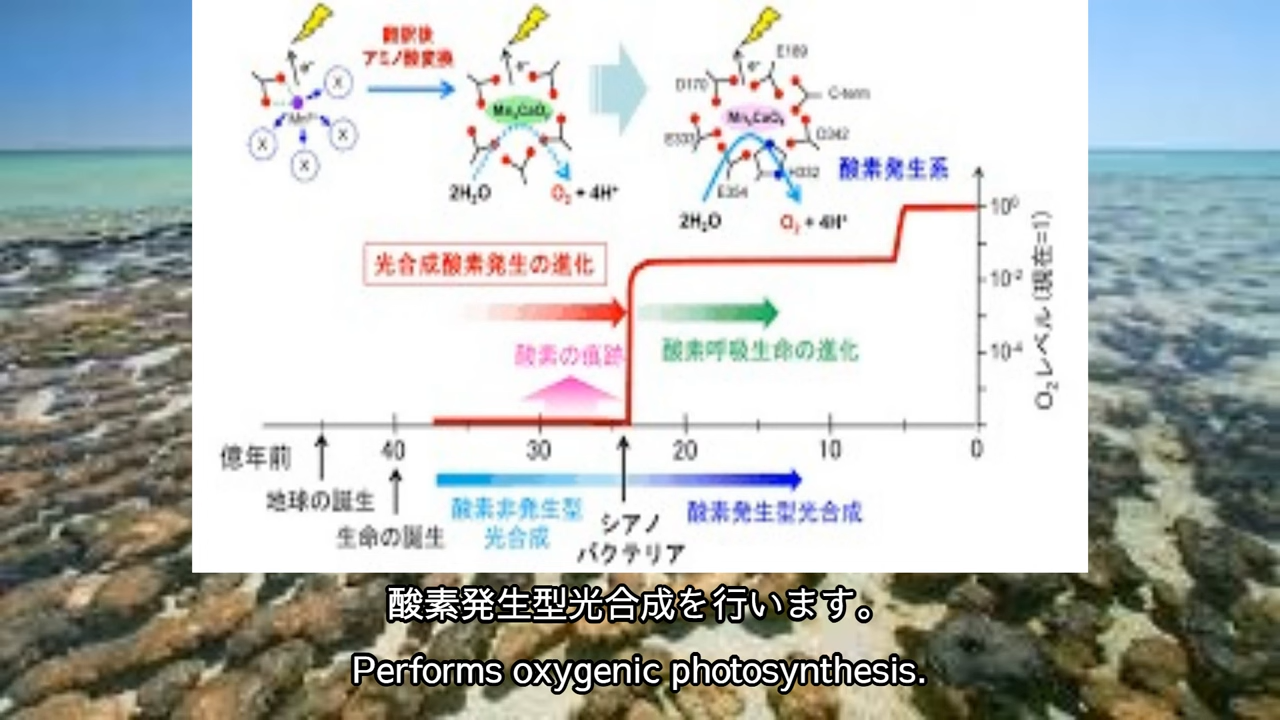 翻訳後
アミノ酸変換
e⁻
e⁻
e⁻
X
X
X
X
E189
D170
C-term
E333
D342
H332
E354
2H₂O
O₂ + 4H⁺
2H₂O
O₂ + 4H⁺
酸素発生系
光合成酸素発生の進化
酸素の痕跡
酸素呼吸生命の進化
10⁰
10⁻²
10⁻⁴
O₂レベル(現在=1)
億年前
40
30
20
10
0
地球の誕生
生命の誕生
酸素非発生型
光合成
シアノ
バクテリア
酸素発生型光合成
酸素発生型光合成を行います。
Performs oxygenic photosynthesis.